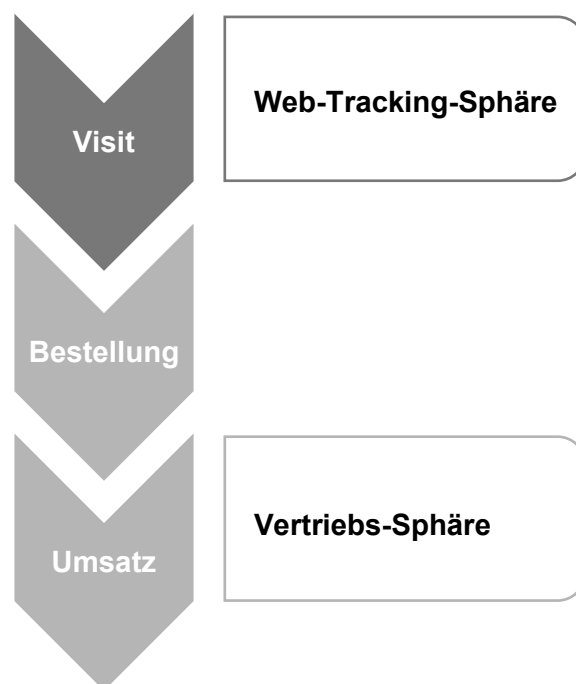 Visit
Web-Tracking-Sphäre
Bestellung
Umsatz
Vertriebs-Sphäre